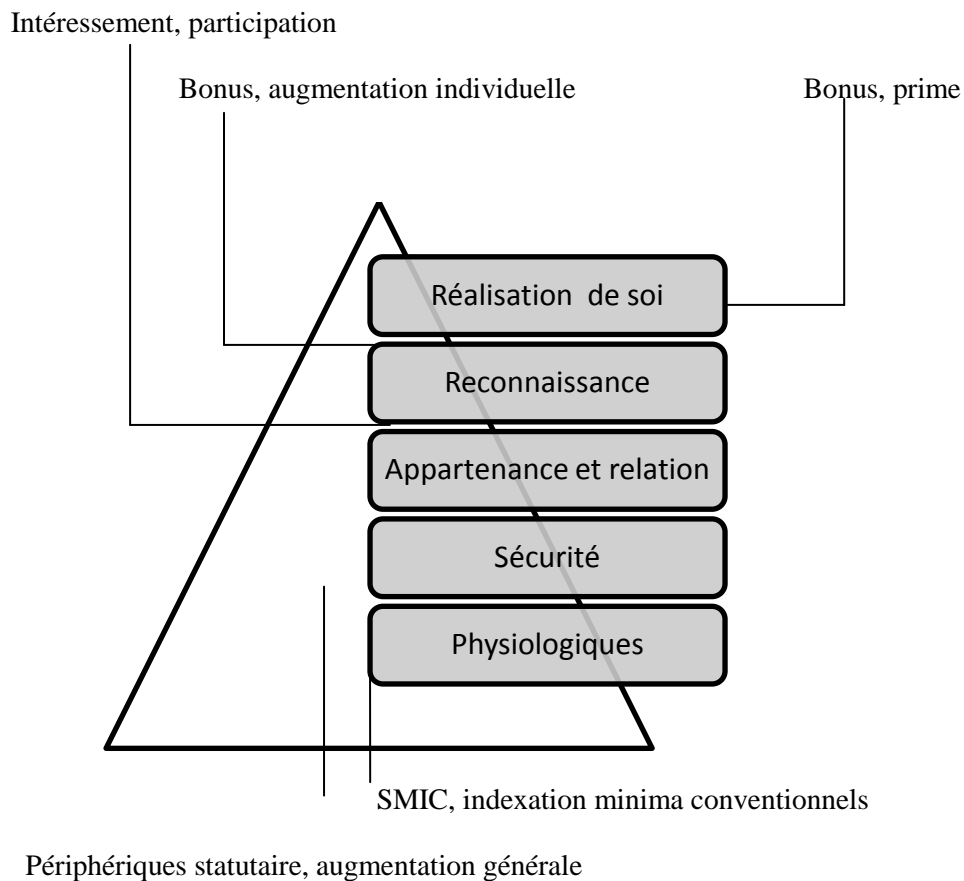 Intéressement, participation
Bonus, augmentation individuelle
Bonus, prime
Réalisation de soi
Reconnaissance
Appartenance et relation
Sécurité
Physiologiques
SMIC, indexation minima conventionnels
Périphériques statutaire, augmentation générale